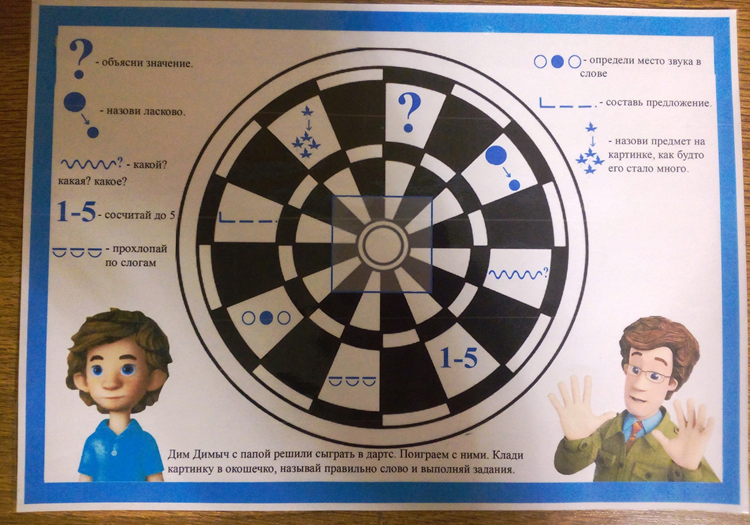 ? - объясни значение.
- назови ласково.
? - какой?
какая? какое?
1-5 - сосчитай до 5
- прохлопай
по слогам
- определи место звука в
слове
- составь предложение.
- назови предмет на
картинке, как будто
его стало много.
?
?
1-5
Дим Димыч с папой решили сыграть в дартс. Поиграем с ними. Клади
картинку в окошечко, называй правильно слово и выполняй задания.